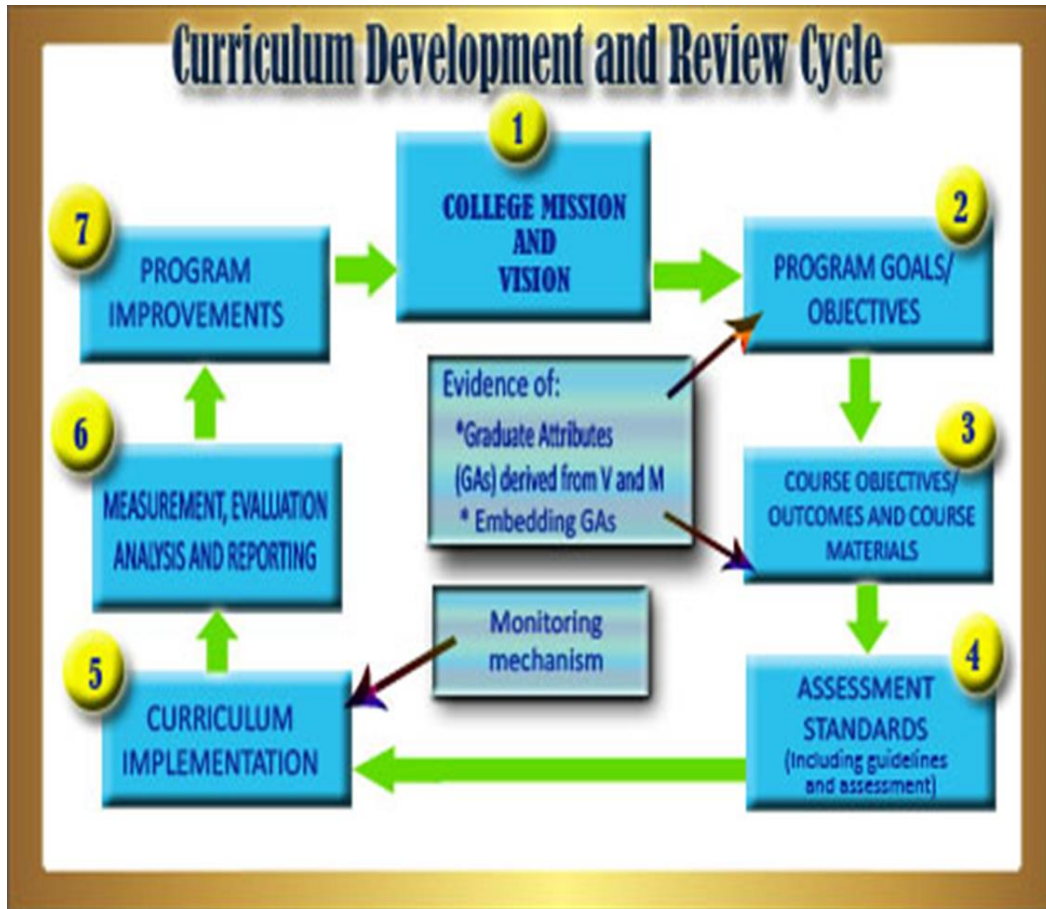 Curriculum Development and Review Cycle
1
COLLEGE MISSION
AND
VISION
2
PROGRAM GOALS/
OBJECTIVES
3
COURSE OBJECTIVES/
OUTCOMES AND COURSE
MATERIALS
4
ASSESSMENT
STANDARDS
(Including guidelines
and assessment)
5
CURRICULUM
IMPLEMENTATION
6
MEASUREMENT, EVALUATION
ANALYSIS AND REPORTING
7
PROGRAM
IMPROVEMENTS
Evidence of:
*Graduate Attributes
(GAs) derived from V and M
* Embedding GAs
Monitoring
mechanism